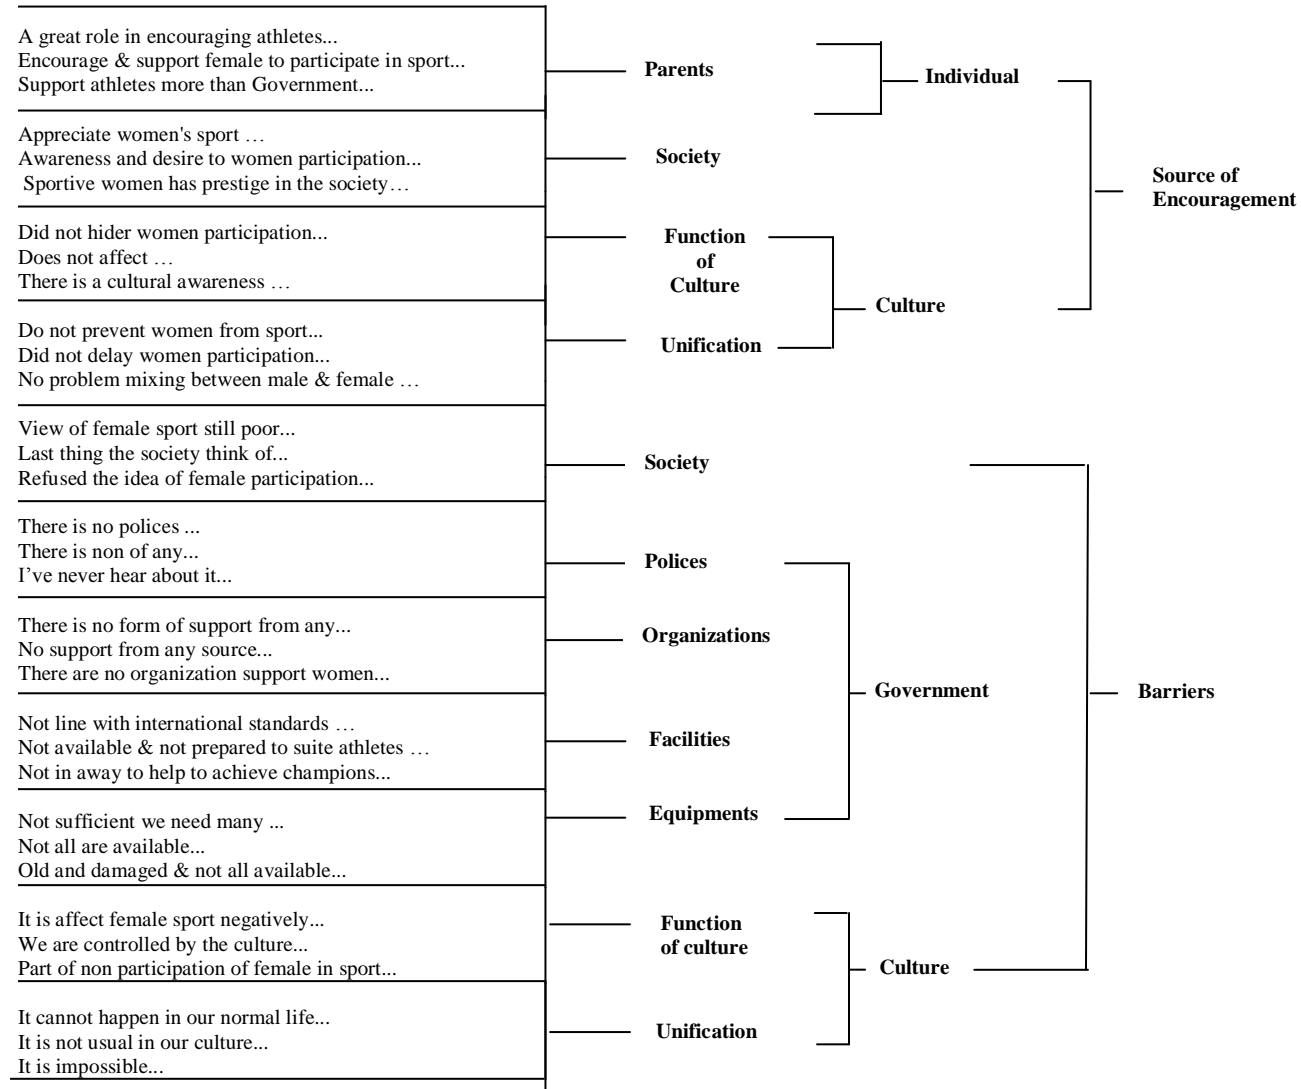 A great role in encouraging athletes...
Encourage & support female to participate in sport...
Support athletes more than Government...
Parents
Individual
Appreciate women's sport …
Awareness and desire to women participation...
Sportive women has prestige in the society…
Society
Source of
Encouragement
Did not hider women participation...
Does not affect …
There is a cultural awareness …
Function
of
Culture
Culture
Do not prevent women from sport...
Did not delay women participation...
No problem mixing between male & female …
Unification
View of female sport still poor...
Last thing the society think of...
Refused the idea of female participation...
Society
There is no polices ...
There is non of any...
I've never hear about it...
Polices
There is no form of support from any...
No support from any source...
There are no organization support women...
Organizations
Government
Barriers
Not line with international standards …
Not available & not prepared to suite athletes …
Not in away to help to achieve champions...
Facilities
Not sufficient we need many ...
Not all are available...
Old and damaged & not all available...
Equipments
It is affect female sport negatively...
We are controlled by the culture...
Part of non participation of female in sport...
Function
of culture
Culture
It cannot happen in our normal life...
It is not usual in our culture...
It is impossible...
Unification